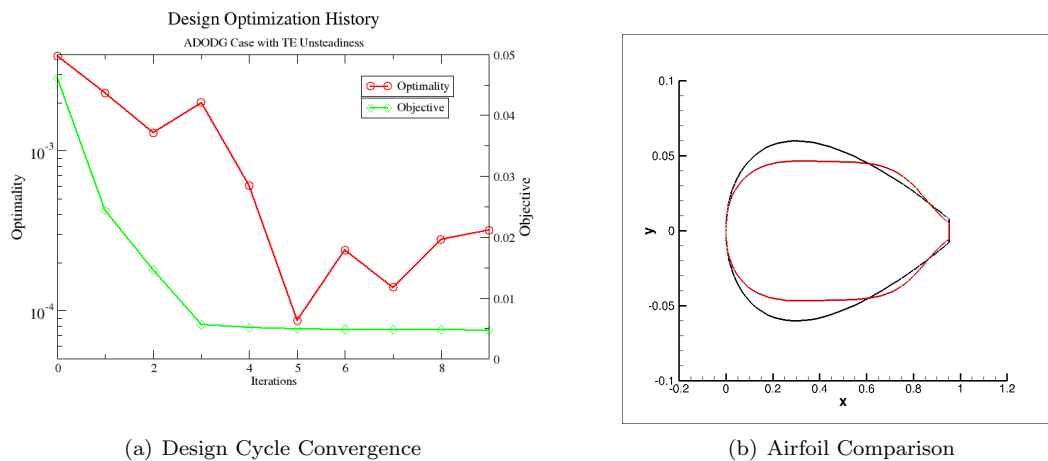 Design Optimization History
ADODG Case with TE Unsteadiness
Optimality
Objective
10^-3
10^-4
Optimality
0.05
0.04
0.03
0.02
0.01
0
Objective
0 2 4 5 6 8
Iterations
0.1
0.05
0
-0.05
-0.1
y
-0.2 0 0.2 0.4 0.6 0.8 1 1.2
x
(a) Design Cycle Convergence
(b) Airfoil Comparison